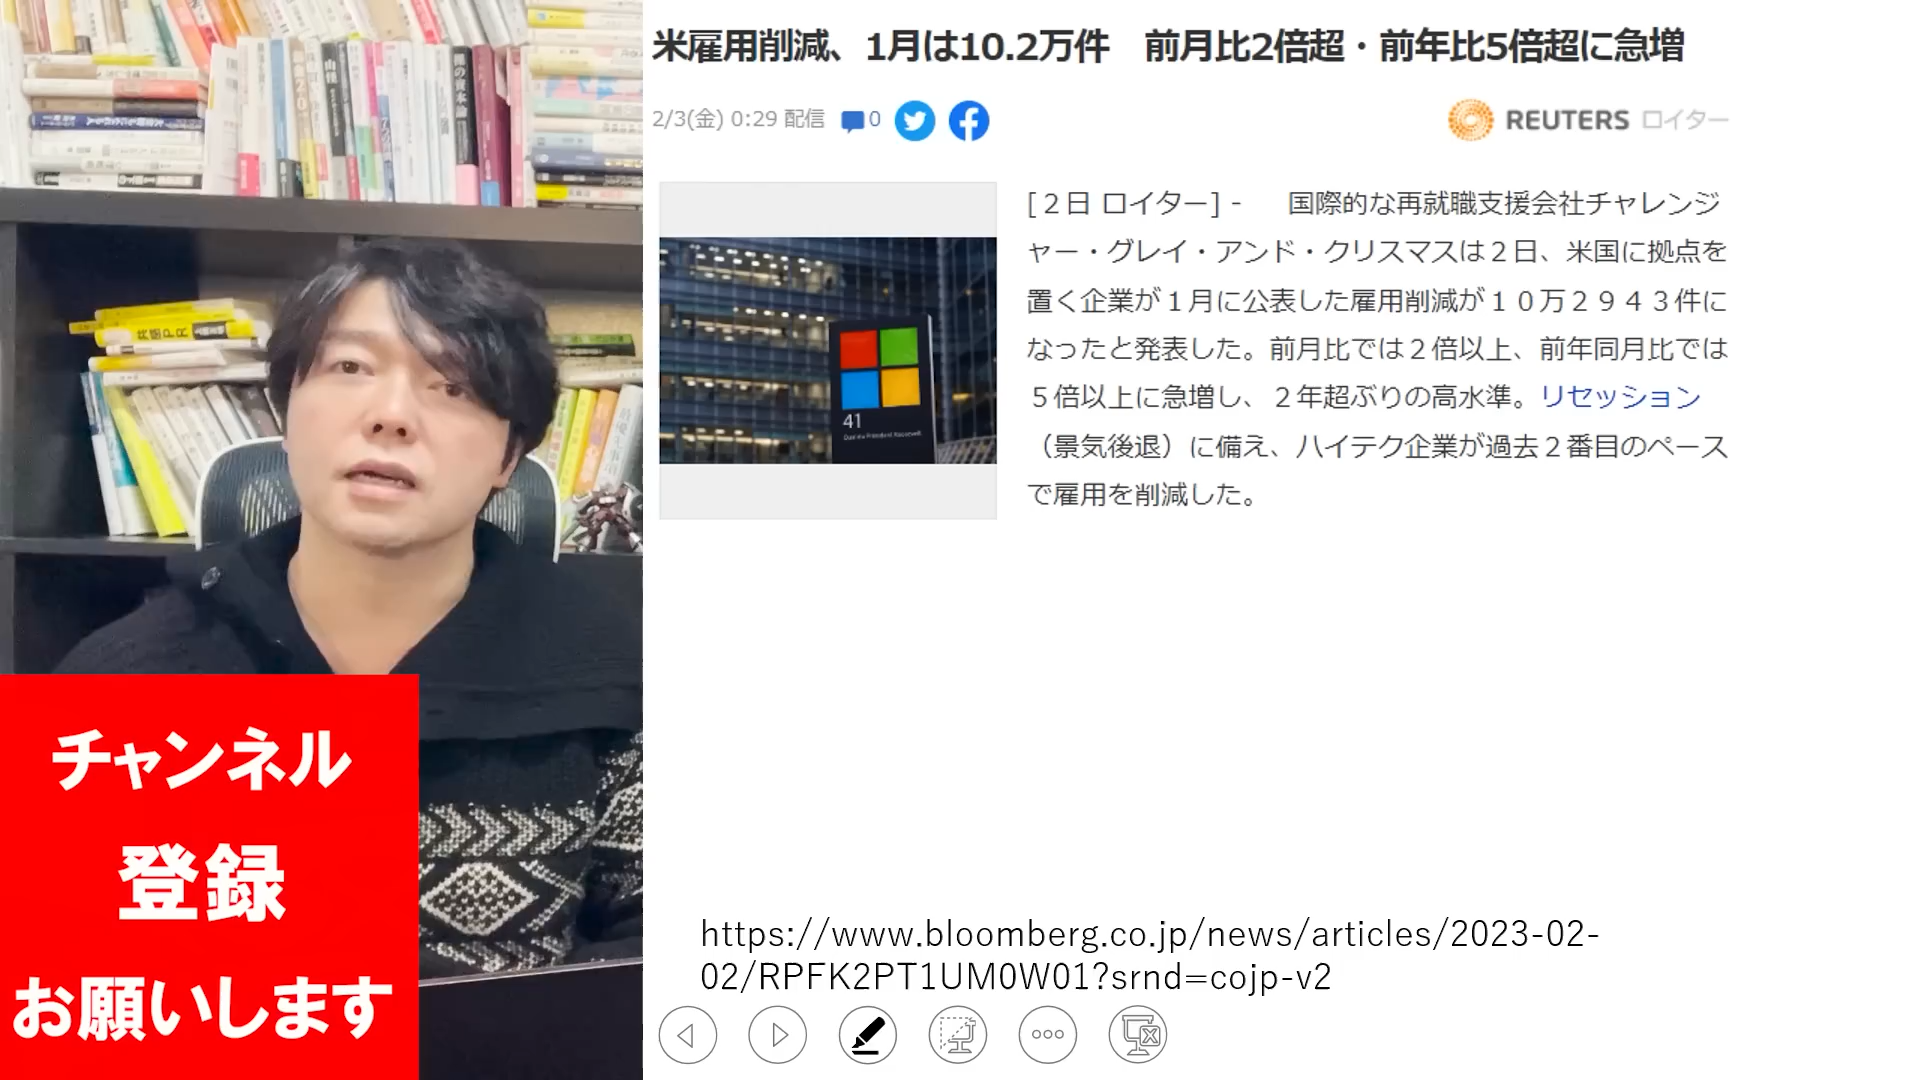 米雇用削減、1月は10.2万件　前月比2倍超・前年比5倍超に急増
2/3(金) 0:29 配信 0
REUTERS ロイター
[２日 ロイター] -　国際的な再就職支援会社チャレンジ
ャー・グレイ・アンド・クリスマスは２日、米国に拠点を
置く企業が１月に公表した雇用削減が１０万２９４３件に
なったと発表した。前月比では２倍以上、前年同月比では
５倍以上に急増し、２年超ぶりの高水準。リセッション
（景気後退）に備え、ハイテク企業が過去２番目のペース
で雇用を削減した。
41
チャンネル
登録
お願いします
https://www.bloomberg.co.jp/news/articles/2023-02-
02/RPFK2PT1UM0W01?srnd=cojp-v2